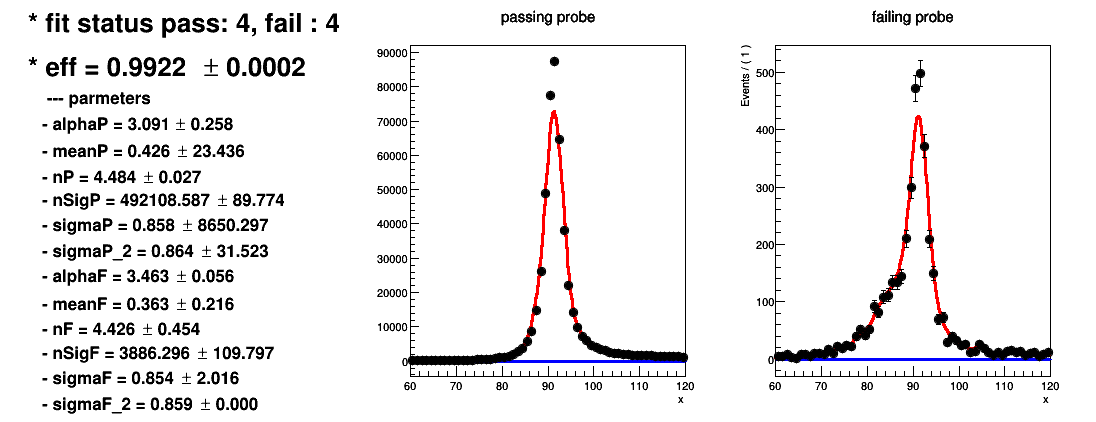 * fit status pass: 4, fail : 4
* eff = 0.9922 ± 0.0002
--- parmeters
- alphaP = 3.091 ± 0.258
- meanP = 0.426 ± 23.436
- nP = 4.484 ± 0.027
- nSigP = 492108.587 ± 89.774
- sigmaP = 0.858 ± 8650.297
- sigmaP_2 = 0.864 ± 31.523
- alphaF = 3.463 ± 0.056
- meanF = 0.363 ± 0.216
- nF = 4.426 ± 0.454
- nSigF = 3886.296 ± 109.797
- sigmaF = 0.854 ± 2.016
- sigmaF_2 = 0.859 ± 0.000
passing probe
90000
80000
70000
60000
50000
40000
30000
20000
10000
0
60 70 80 90 100 110 120
x
failing probe
Events / ( 1 )
500
400
300
200
100
0
60 70 80 90 100 110 120
x